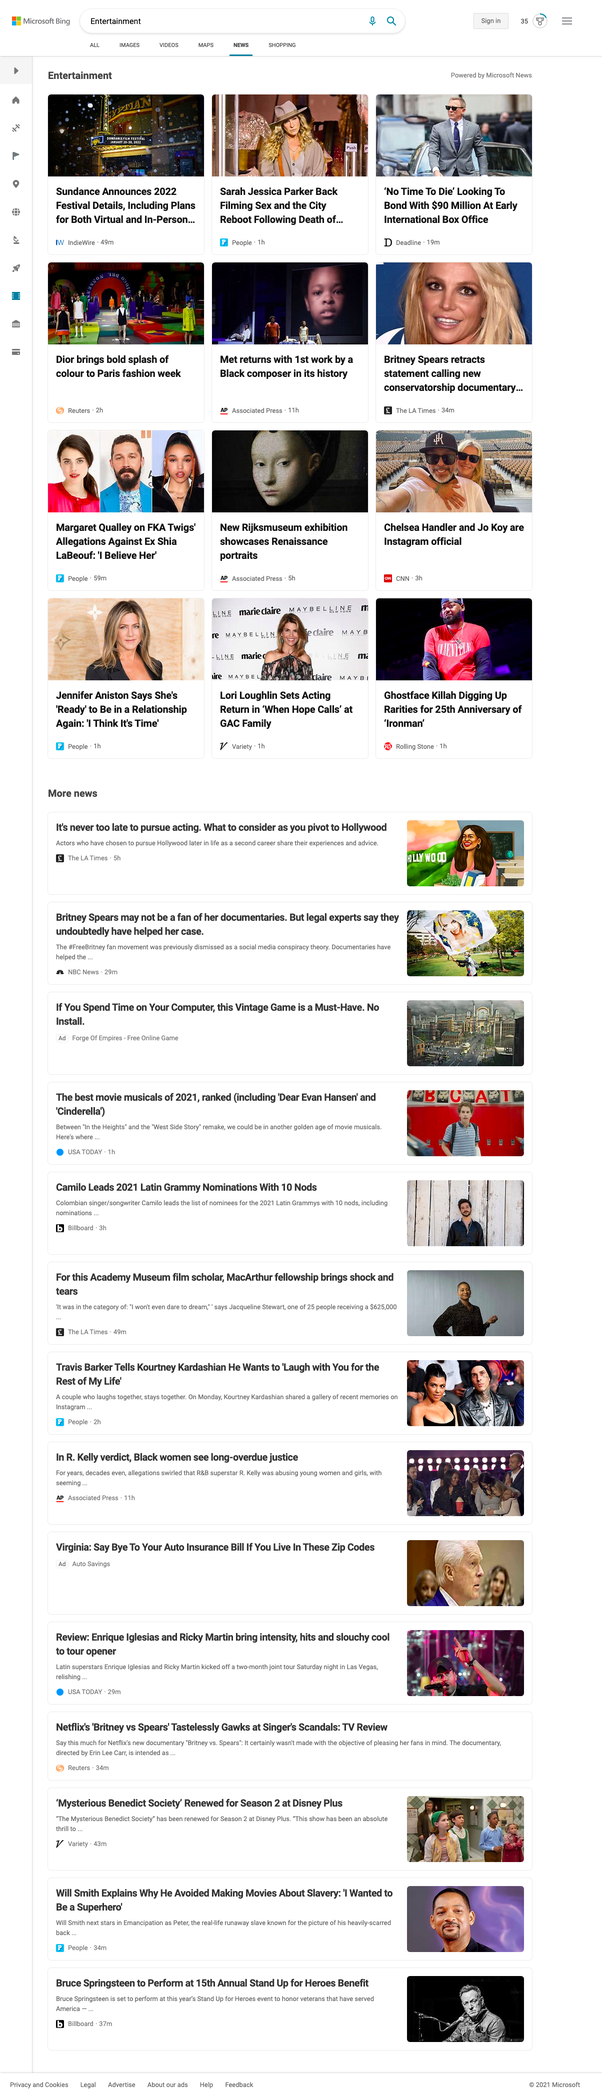 Microsoft Bing
Entertainment
Sign in
35
ALL
IMAGES
VIDEOS
MAPS
NEWS
SHOPPING
Entertainment
Powered by Microsoft News
Sundance Announces 2022
Festival Details, Including Plans
for Both Virtual and In-Person...
IndieWire · 49m
Sarah Jessica Parker Back
Filming Sex and the City
Reboot Following Death of...
People · 1h
‘No Time To Die’ Looking To
Bond With $90 Million At Early
International Box Office
Deadline · 19m
Dior brings bold splash of
colour to Paris fashion week
Reuters · 2h
Met returns with 1st work by a
Black composer in its history
AP Associated Press · 11h
Britney Spears retracts
statement calling new
conservatorship documentary...
The LA Times · 34m
Margaret Qualley on FKA Twigs'
Allegations Against Ex Shia
LaBeouf: 'I Believe Her'
People · 59m
New Rijksmuseum exhibition
showcases Renaissance
portraits
AP Associated Press · 5h
Chelsea Handler and Jo Koy are
Instagram official
CNN · 3h
marie claire MAYBELLINE
Jennifer Aniston Says She's
'Ready' to Be in a Relationship
Again: 'I Think It's Time'
People · 1h
Lori Loughlin Sets Acting
Return in ‘When Hope Calls’ at
GAC Family
Variety · 1h
Ghostface Killah Digging Up
Rarities for 25th Anniversary of
‘Ironman’
Rolling Stone · 1h
More news
It's never too late to pursue acting. What to consider as you pivot to Hollywood
Actors who have chosen to pursue Hollywood later in life as a second career share their experiences and advice.
The LA Times · 5h
Britney Spears may not be a fan of her documentaries. But legal experts say they
undoubtedly have helped her case.
The #FreeBritney fan movement was previously dismissed as a social media conspiracy theory. Documentaries have
helped the ...
NBC News · 29m
If You Spend Time on Your Computer, this Vintage Game is a Must-Have. No
Install.
Ad Forge Of Empires - Free Online Game
The best movie musicals of 2021, ranked (including 'Dear Evan Hansen' and
'Cinderella')
Between "In the Heights" and the "West Side Story" remake, we could be in another golden age of movie musicals.
Here's where ...
USA TODAY · 1h
Camilo Leads 2021 Latin Grammy Nominations With 10 Nods
Colombian singer/songwriter Camilo leads the list of nominees for the 2021 Latin Grammys with 10 nods, including
nominations ...
Billboard · 3h
For this Academy Museum film scholar, MacArthur fellowship brings shock and
tears
'It was in the category of: "I won't even dare to dream," ' says Jacqueline Stewart, one of 25 people receiving a $625,000
...
The LA Times · 49m
Travis Barker Tells Kourtney Kardashian He Wants to 'Laugh with You for the
Rest of My Life'
A couple who laughs together, stays together. On Monday, Kourtney Kardashian shared a gallery of recent memories on
Instagram ...
People · 2h
In R. Kelly verdict, Black women see long-overdue justice
For years, decades even, allegations swirled that R&B superstar R. Kelly was abusing young women and girls, with
seeming ...
AP Associated Press · 11h
Virginia: Say Bye To Your Auto Insurance Bill If You Live In These Zip Codes
Ad Auto Savings
Review: Enrique Iglesias and Ricky Martin bring intensity, hits and slouchy cool
to tour opener
Latin superstars Enrique Iglesias and Ricky Martin kicked off a two-month joint tour Saturday night in Las Vegas,
relishing ...
USA TODAY · 29m
Netflix's 'Britney vs Spears' Tastelessly Gawks at Singer's Scandals: TV Review
Say this much for Netflix's new documentary "Britney vs. Spears": It certainly wasn't made with the objective of pleasing her fans in mind. The documentary,
directed by Erin Lee Carr, is intended as ...
Reuters · 34m
‘Mysterious Benedict Society’ Renewed for Season 2 at Disney Plus
“The Mysterious Benedict Society” has been renewed for Season 2 at Disney Plus. “This show has been an absolute
thrill to ...
Variety · 43m
Will Smith Explains Why He Avoided Making Movies About Slavery: 'I Wanted to
Be a Superhero'
Will Smith next stars in Emancipation as Peter, the real-life runaway slave known for the picture of his heavily-scarred
back ...
People · 34m
Bruce Springsteen to Perform at 15th Annual Stand Up for Heroes Benefit
Bruce Springsteen is set to perform at this year's Stand Up for Heroes event to honor veterans that have served
America — ...
Billboard · 37m
Privacy and Cookies
Legal
Advertise
About our ads
Help
Feedback
© 2021 Microsoft